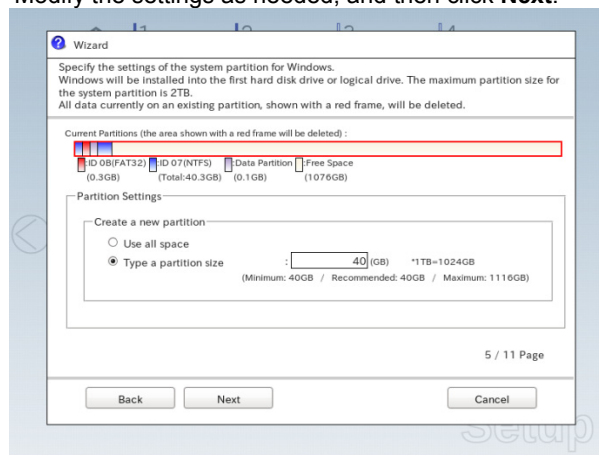 Modify the settings as needed, and then click Next.
Wizard
Specify the settings of the system partition for Windows.
Windows will be installed into the first hard disk drive or logical drive. The maximum partition size for
the system partition is 2TB.
All data currently on an existing partition, shown with a red frame, will be deleted.
Current Partitions (the area shown with a red frame will be deleted) :
:ID 0B(FAT32) :ID 07(NTFS) :Data Partition :Free Space
(0.3GB) (Total:40.3GB) (0.1GB) (1076GB)
Partition Settings
Create a new partition
Use all space
Type a partition size : 40 (GB) *1TB=1024GB
(Minimum: 40GB / Recommended: 40GB / Maximum: 1116GB)
5 / 11 Page
Back Next Cancel
Setup